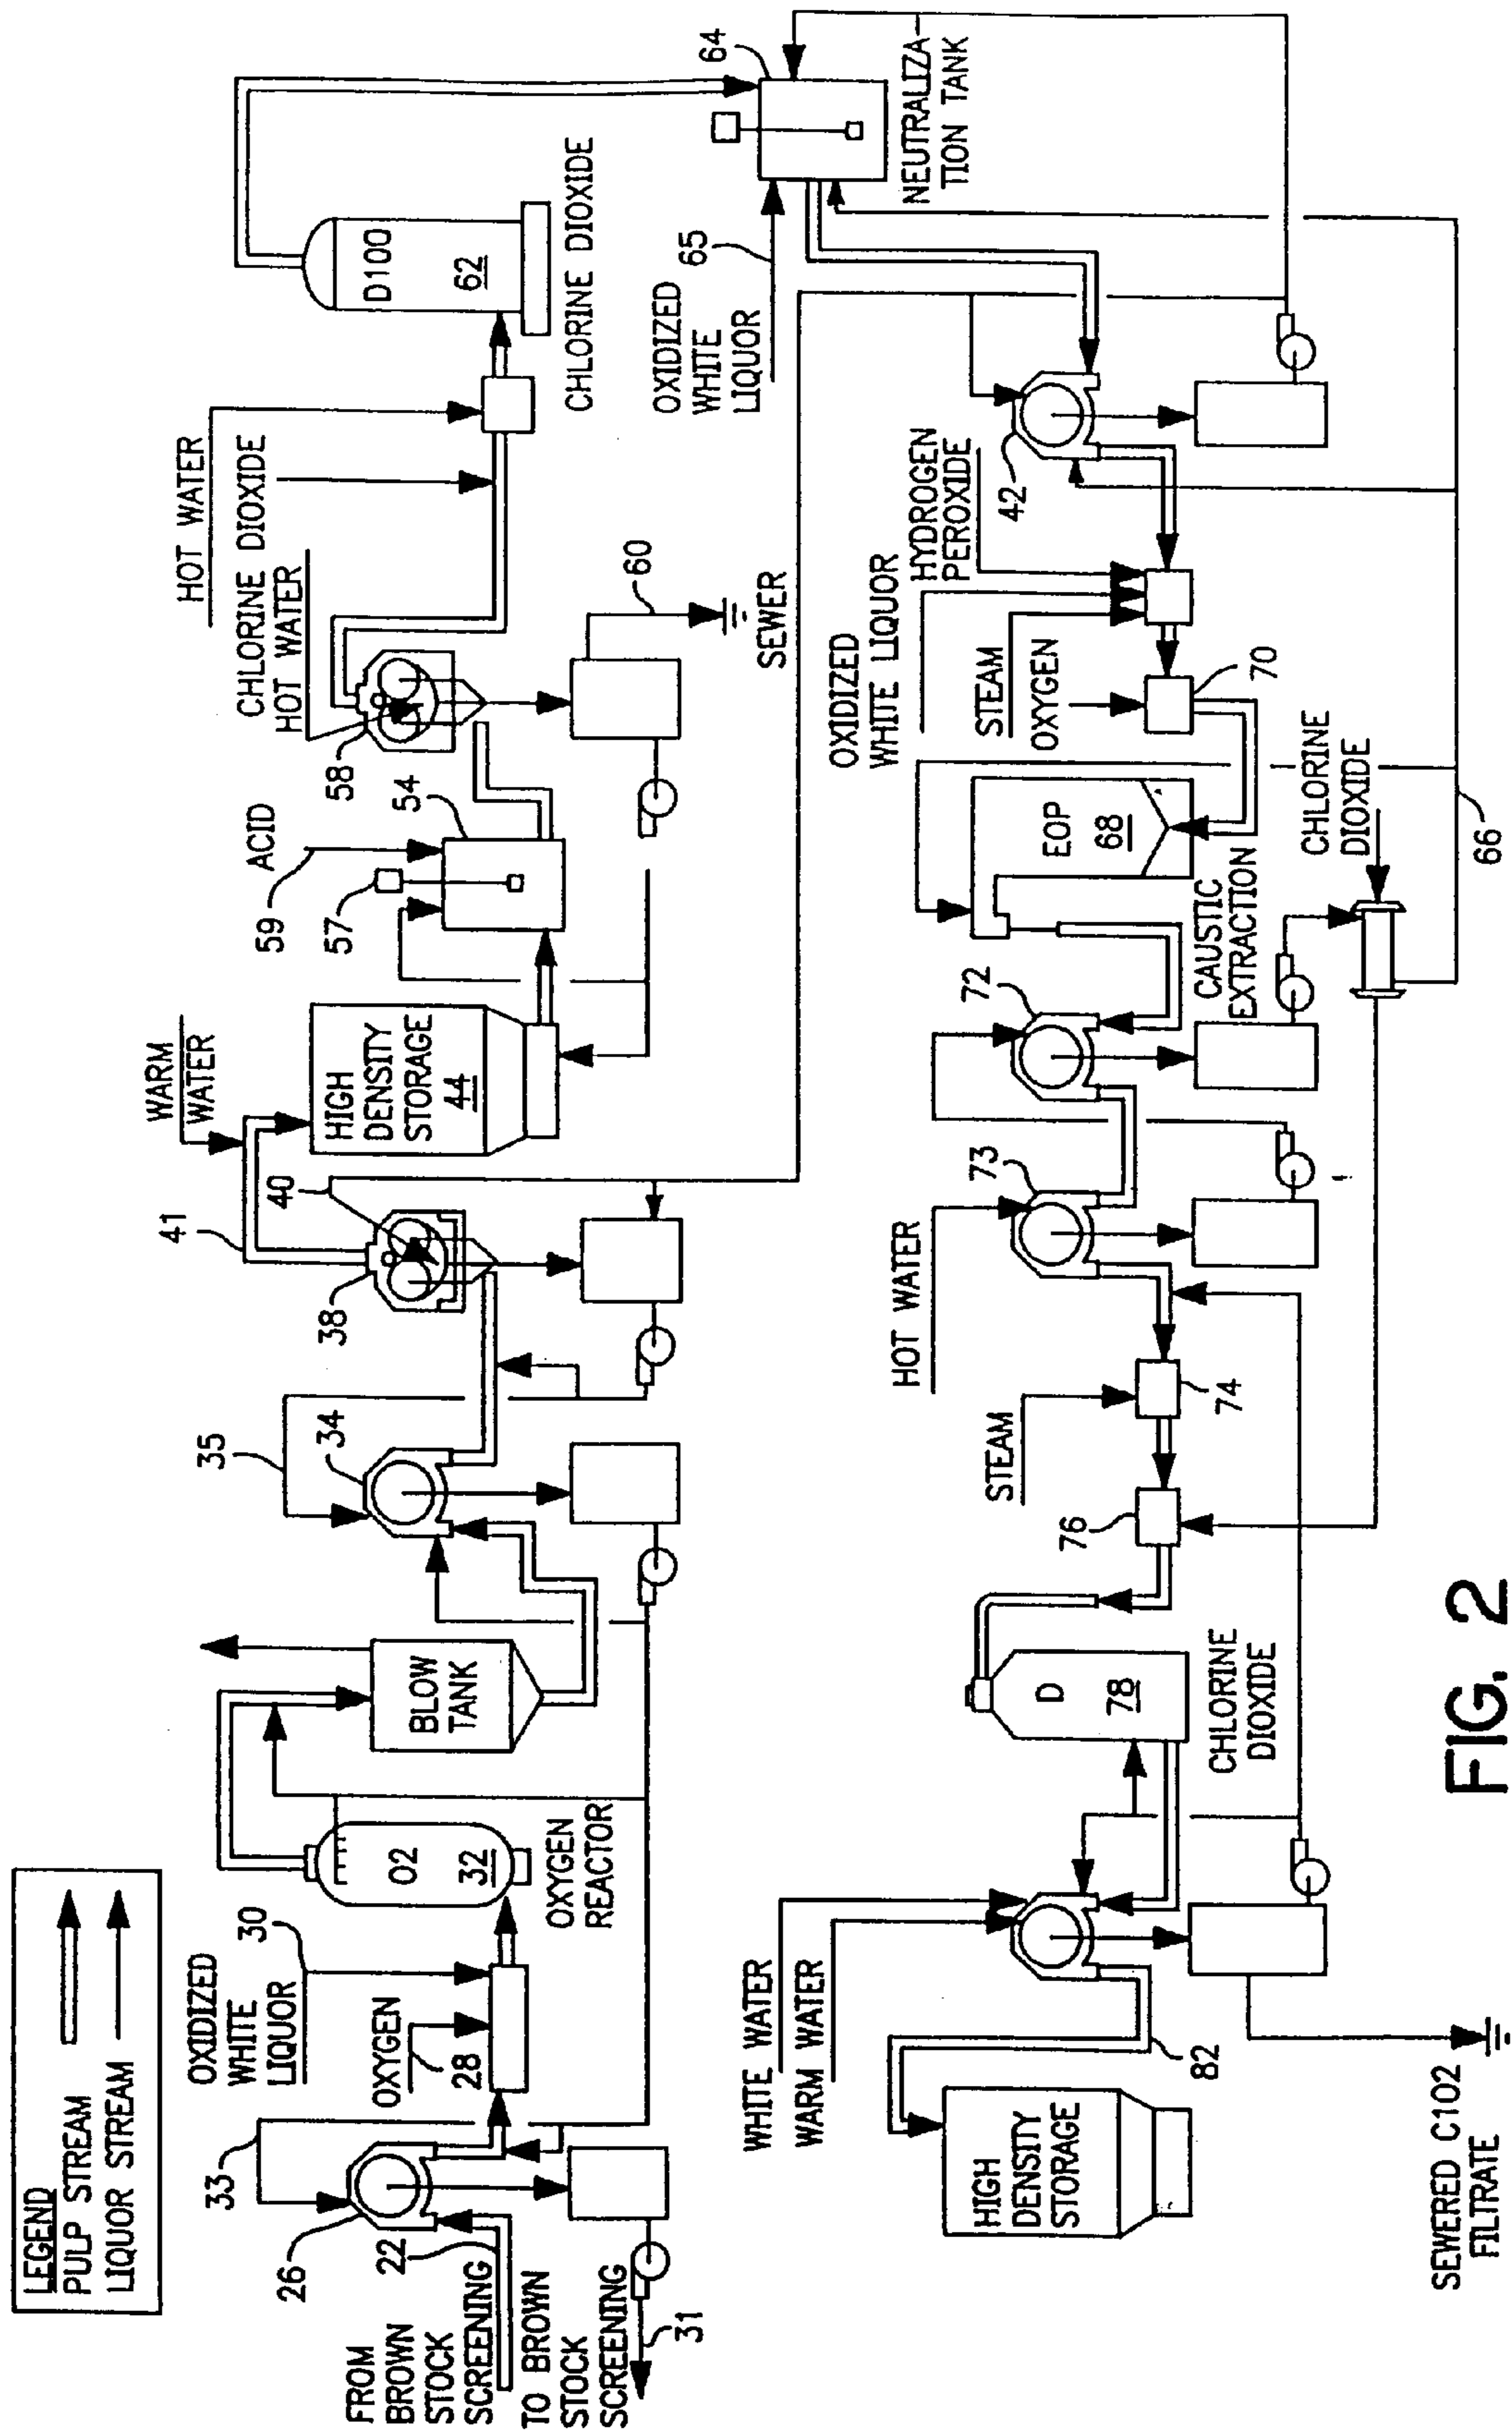 LEGEND
PULP STREAM
LIQUOR STREAM
33
26
22
FROM
BROWN
STOCK
SCREENING
TO BROWN
STOCK
SCREENING
31
OXIDIZED
WHITE
LIQUOR
30
OXYGEN
28
O2
32
OXYGEN
REACTOR
BLOW
TANK
35
34
41
38
40
WARM
WATER
HIGH
DENSITY
STORAGE
44
59
ACID
57
54
58
HOT WATER
CHLORINE DIOXIDE
HOT WATER
60
SEWER
D100
62
CHLORINE DIOXIDE
64
65
OXIDIZED
WHITE
LIQUOR
NEUTRALIZA-
TION TANK
42
HYDROGEN
PEROXIDE
OXIDIZED
WHITE LIQUOR
STEAM
OXYGEN
70
EOP
68
CAUSTIC
EXTRACTION
CHLORINE
DIOXIDE
66
72
73
HOT WATER
STEAM
74
76
D
78
CHLORINE
DIOXIDE
WHITE WATER
WARM WATER
82
HIGH
DENSITY
STORAGE
SEWERED C102
FILTRATE
FIG. 2